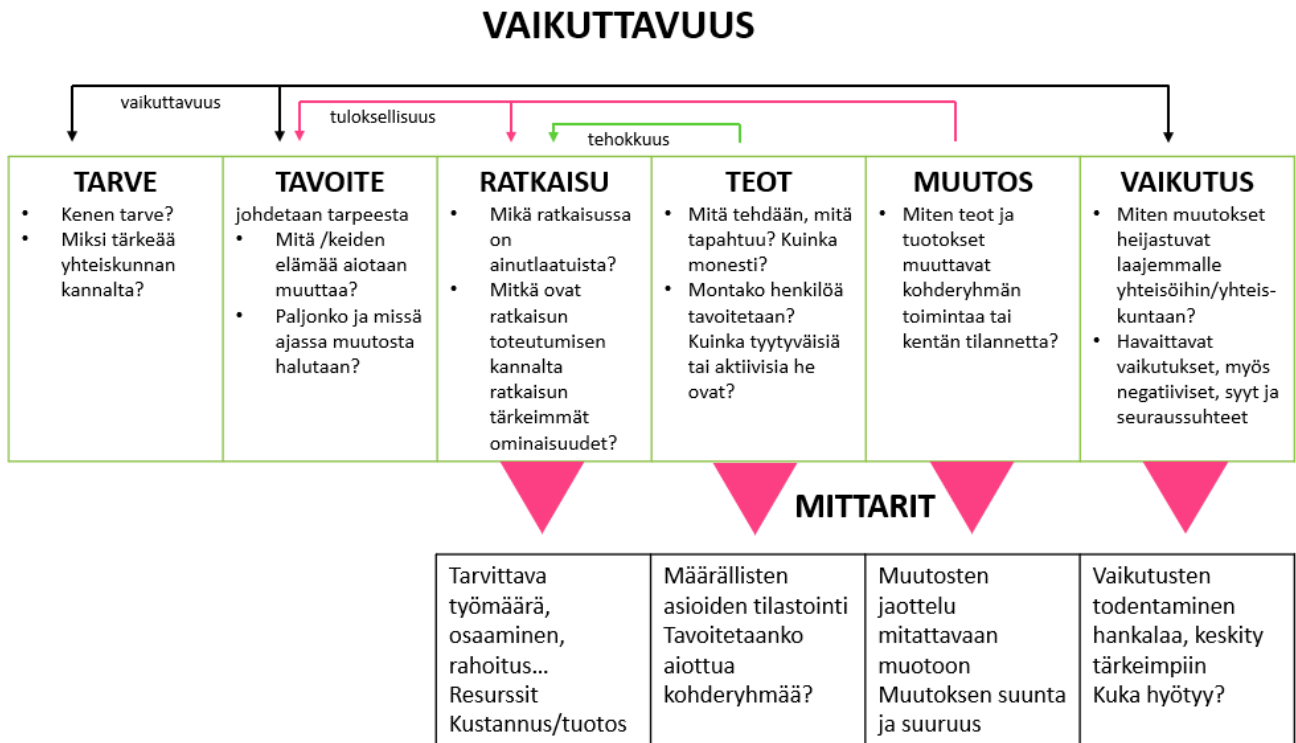 VAIKUTTAVUUS
vaikuttavuus
tuloksellisuus
tehokkuus
TARVE
• Kenen tarve?
• Miksi tärkeää
yhteiskunnan
kannalta?
TAVOITE
johdetaan tarpeesta
• Mitä /keiden
elämää aiotaan
muuttaa?
• Paljonko ja missä
ajassa muutosta
halutaan?
RATKAISU
• Mikä ratkaisussa
on
ainutlaatuista?
• Mitkä ovat
ratkaisun
toteutumisen
kannalta
ratkaisun
tärkeimmät
ominaisuudet?
TEOT
• Mitä tehdään, mitä
tapahtuu? Kuinka
monesti?
• Montako henkilöä
tavoitetaan?
Kuinka tyytyväisiä
tai aktiivisia he
ovat?
MUUTOS
• Miten teot ja
tuotokset
muuttavat
kohderyhmän
toimintaa tai
kentän tilannetta?
VAIKUTUS
• Miten muutokset
heijastuvat
laajemmalle
yhteisöihin/yhteis-
kuntaan?
• Havaittavat
vaikutukset, myös
negatiiviset, syyt ja
seuraussuhteet
MITTARIT
Tarvittava
työmäärä,
osaaminen,
rahoitus...
Resurssit
Kustannus/tuotos
Määrällisten
asioiden tilastointi
Tavoitetaanko
aiottua
kohderyhmää?
Muutosten
jaottelu
mitattavaan
muotoon
Muutoksen suunta
ja suuruus
Vaikutusten
todentaminen
hankalaa, keskity
tärkeimpiin
Kuka hyötyy?